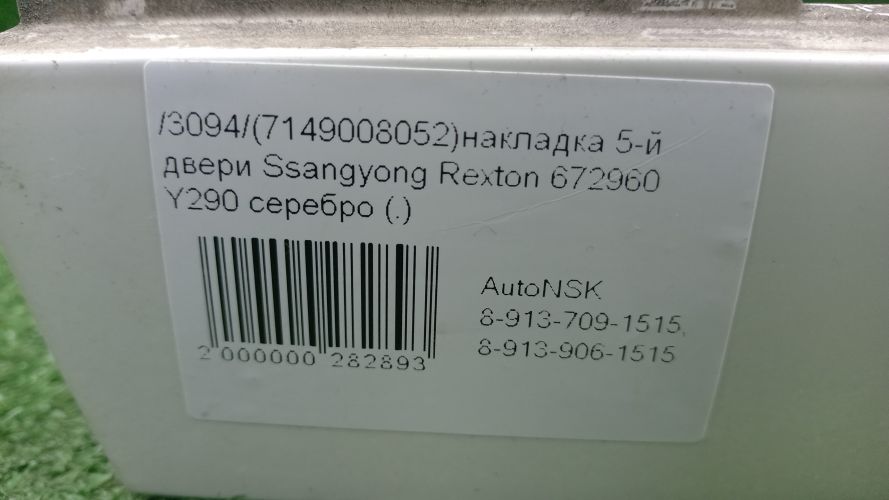 /3094/(7149008052)накладка 5-й
двери Ssangyong Rexton 672960
Y290 серебро (.)
AutoNSK
8-913-709-1515,
8-913-906-1515
2 000000 282893